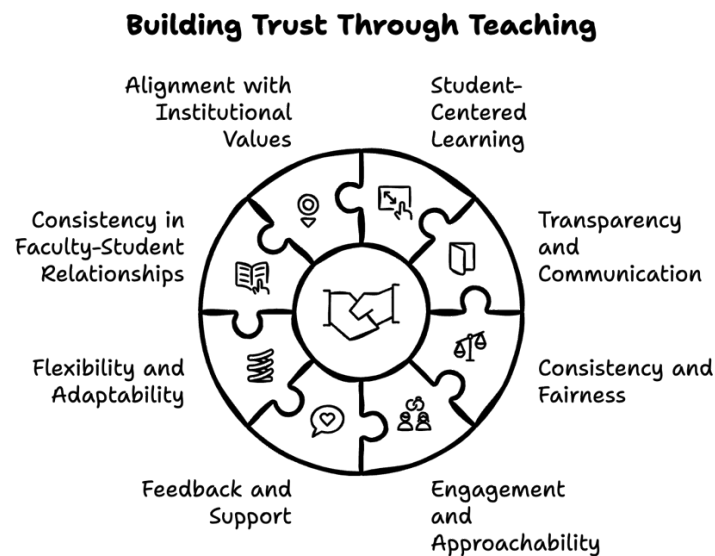 Building Trust Through Teaching
Alignment with
Institutional
Values
Student-
Centered
Learning
Consistency in
Faculty-Student
Relationships
Transparency
and
Communication
Flexibility and
Adaptability
Consistency and
Fairness
Feedback and
Support
Engagement
and
Approachability